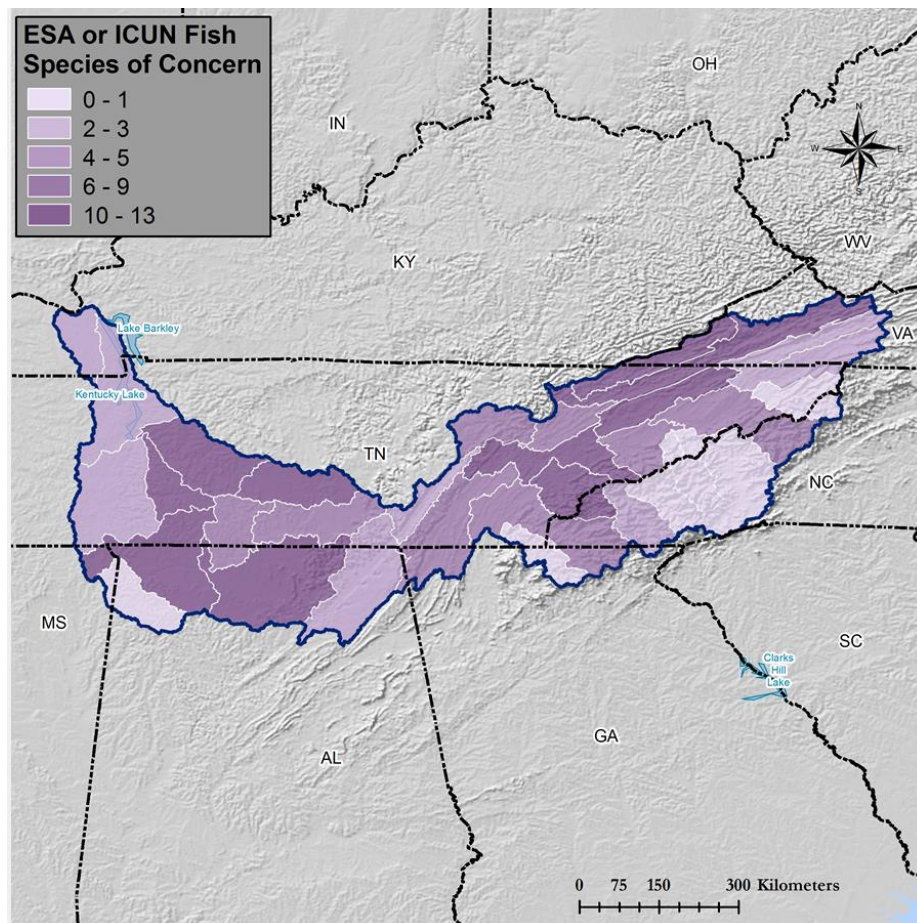 ESA or ICUN Fish
Species of Concern
0 - 1
2 - 3
4 - 5
6 - 9
10 - 13
OH
IN
N
W E
S
WV
KY
Lake Barkley
VA
Kentucky Lake
TN
NC
MS
SC
Clarks
Hill
Lake
GA
AL
0 75 150 300 Kilometers